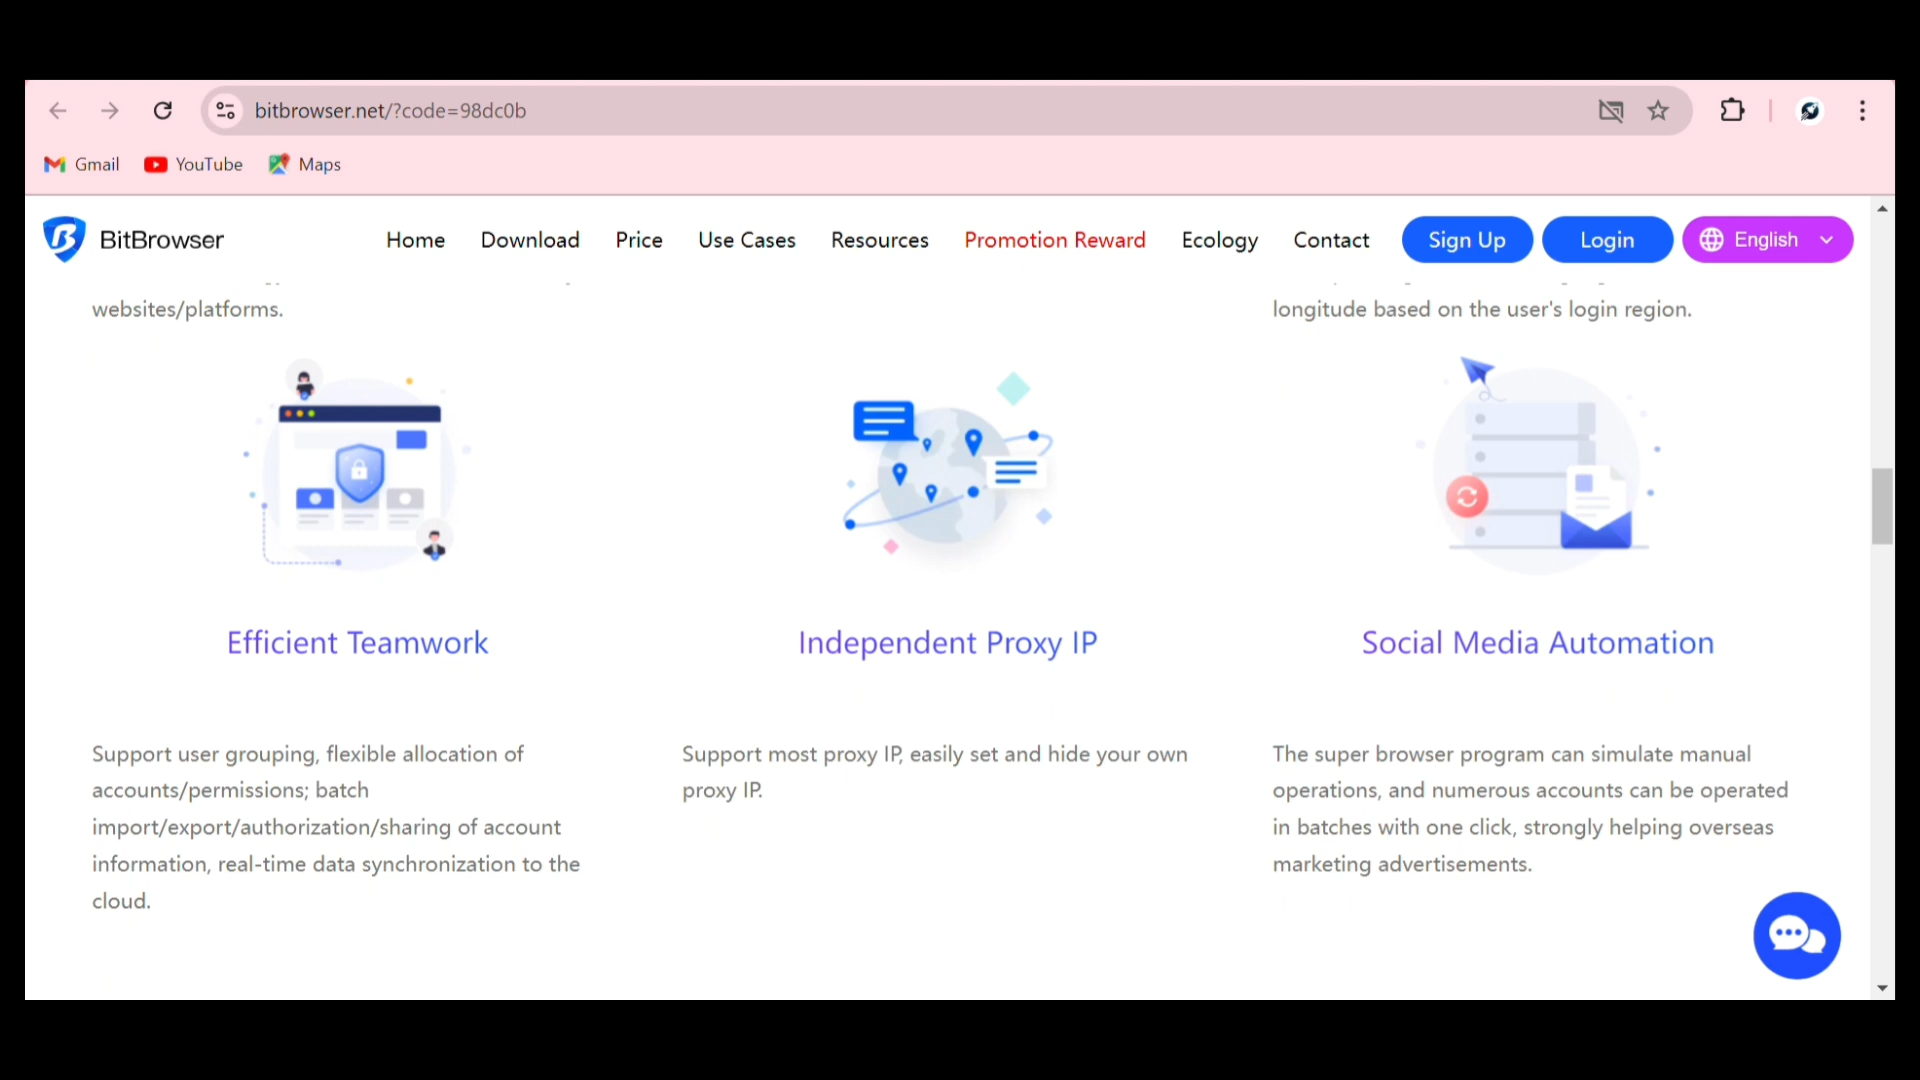 bitbrowser.net/?code=98dc0b
Gmail YouTube Maps
BitBrowser Home Download Price Use Cases Resources Promotion Reward Ecology Contact Sign Up Login English
websites/platforms.
longitude based on the user's login region.
Efficient Teamwork
Support user grouping, flexible allocation of
accounts/permissions; batch
import/export/authorization/sharing of account
information, real-time data synchronization to the
cloud.
Independent Proxy IP
Support most proxy IP, easily set and hide your own
proxy IP.
Social Media Automation
The super browser program can simulate manual
operations, and numerous accounts can be operated
in batches with one click, strongly helping overseas
marketing advertisements.